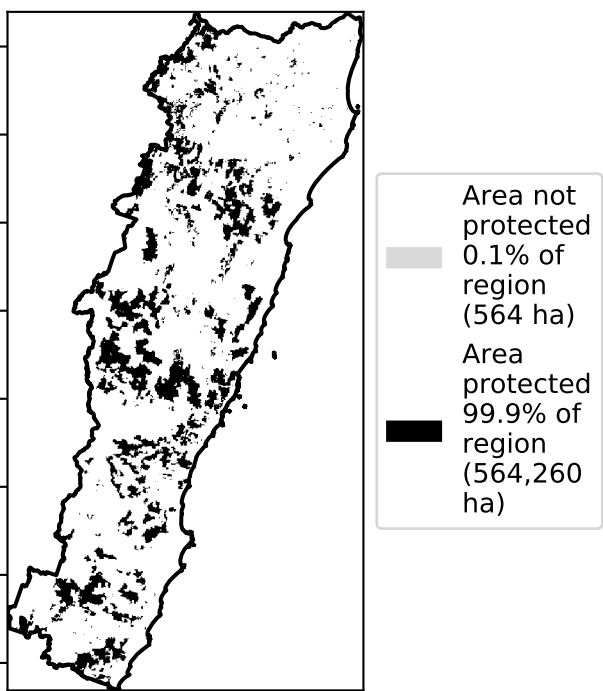 Area not
protected
0.1% of
region
(564 ha)
Area
protected
99.9% of
region
(564,260
ha)